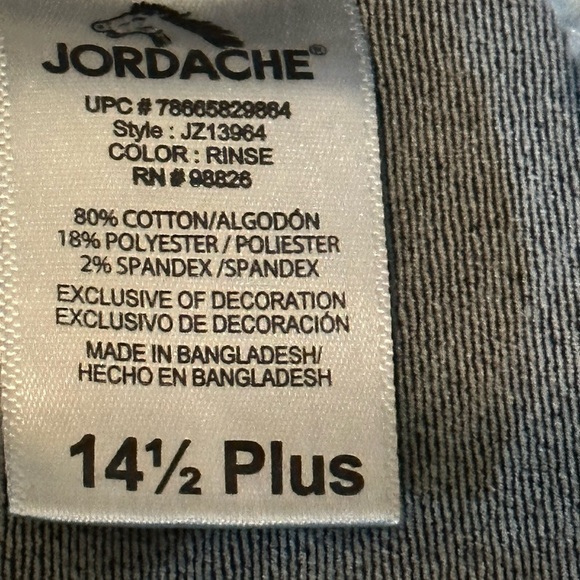 JORDACHE®
UPC # 78665829864
Style : JZ13964
COLOR : RINSE
RN # 98826
80% COTTON/ALGODÓN
18% POLYESTER / POLIESTER
2% SPANDEX /SPANDEX
EXCLUSIVE OF DECORATION
EXCLUSIVO DE DECORACIÓN
MADE IN BANGLADESH/
HECHO EN BANGLADESH
14½ Plus